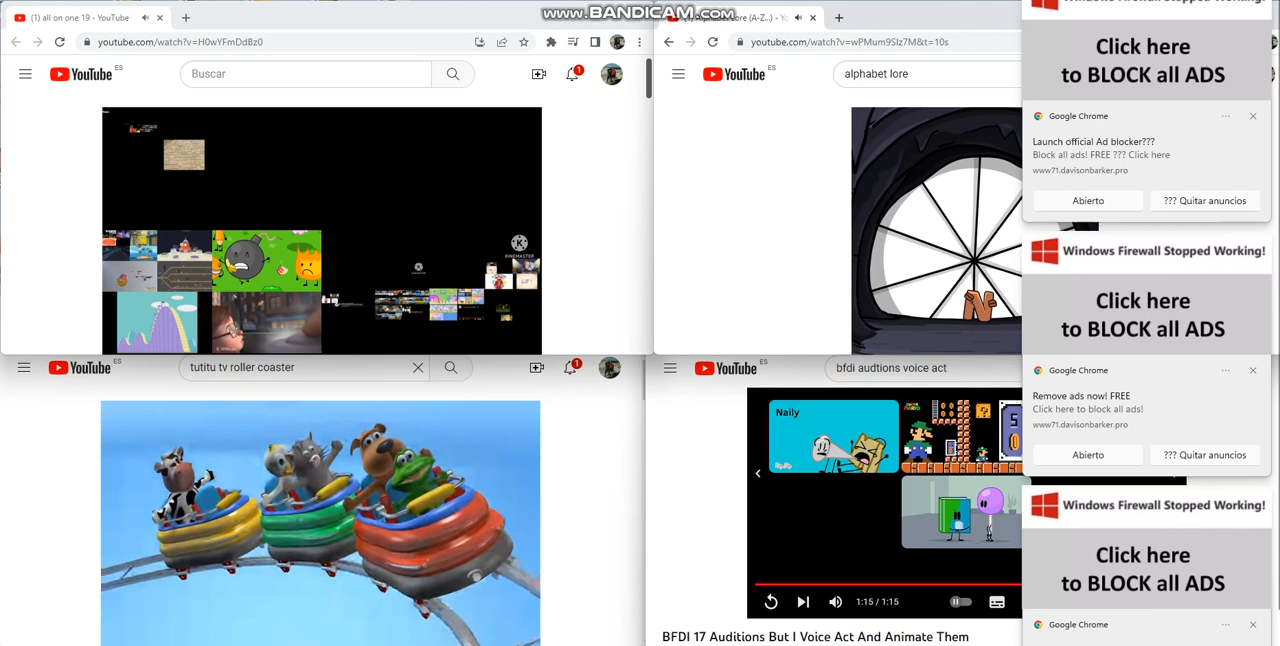 www.BANDICAM.com
(1) all on one 19 - YouTube
youtube.com/watch?v=H0wYFmDdBz0
YouTube ES
Buscar
1
KINEMASTER
(1) Alphabet Lore (A-Z...) - Yo
youtube.com/watch?v=wPMum9SIz7M&t=10s
YouTube ES
alphabet lore
N
YouTube ES
tutitu tv roller coaster
1
YouTube ES
bfdi audtions voice act
Naily
1:15 / 1:15
BFDI 17 Auditions But I Voice Act And Animate Them
Click here
to BLOCK all ADS
Google Chrome
Launch official Ad blocker???
Block all ads! FREE ??? Click here
www71.davisonbarker.pro
Abierto
??? Quitar anuncios
Windows Firewall Stopped Working!
Click here
to BLOCK all ADS
Google Chrome
Remove ads now! FREE
Click here to block all ads!
www71.davisonbarker.pro
Abierto
??? Quitar anuncios
Windows Firewall Stopped Working!
Click here
to BLOCK all ADS
Google Chrome